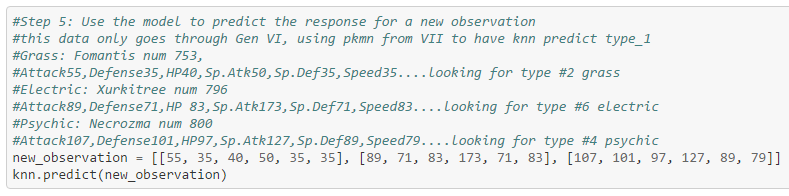 #Step 5: Use the model to predict the response for a new observation
#this data only goes through Gen VI, using pkmn from VII to have knn predict type_1
#Grass: Fomantis num 753,
#Attack55,Defense35,HP40,Sp.Atk50,Sp.Def35,Speed35....looking for type #2 grass
#Electric: Xurkitree num 796
#Attack89,Defense71,HP 83,Sp.Atk173,Sp.Def71,Speed83....looking for type #6 electric
#Psychic: Necrozma num 800
#Attack107,Defense101,HP97,Sp.Atk127,Sp.Def89,Speed79....looking for type #4 psychic
new_observation = [[55, 35, 40, 50, 35, 35], [89, 71, 83, 173, 71, 83], [107, 101, 97, 127, 89, 79]]
knn.predict(new_observation)